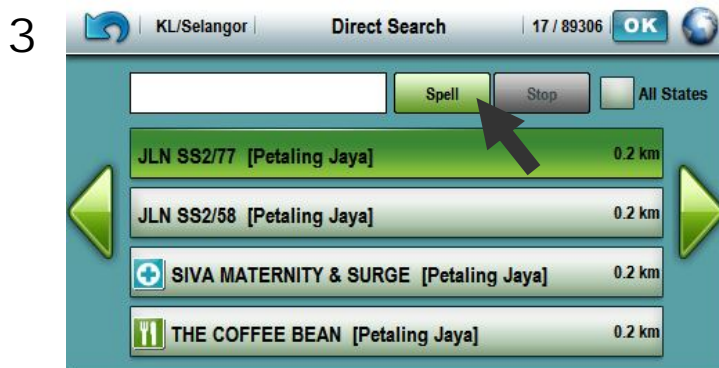 3
KL/Selangor Direct Search 17 / 89306 OK
Spell Stop All States
JLN SS2/77 [Petaling Jaya] 0.2 km
JLN SS2/58 [Petaling Jaya] 0.2 km
SIVA MATERNITY & SURGE [Petaling Jaya] 0.2 km
THE COFFEE BEAN [Petaling Jaya] 0.2 km